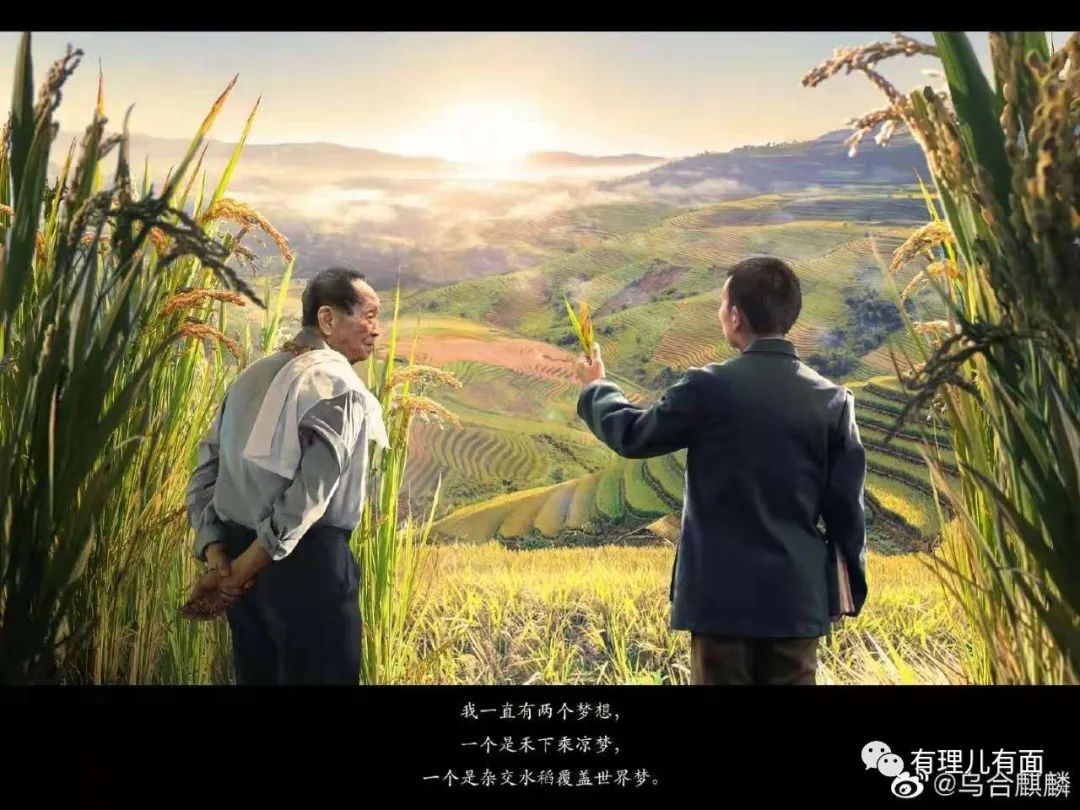 我一直有两个梦想，
一个是禾下乘凉梦，
一个是杂交水稻覆盖世界梦。
有理儿有面
@乌合麒麟